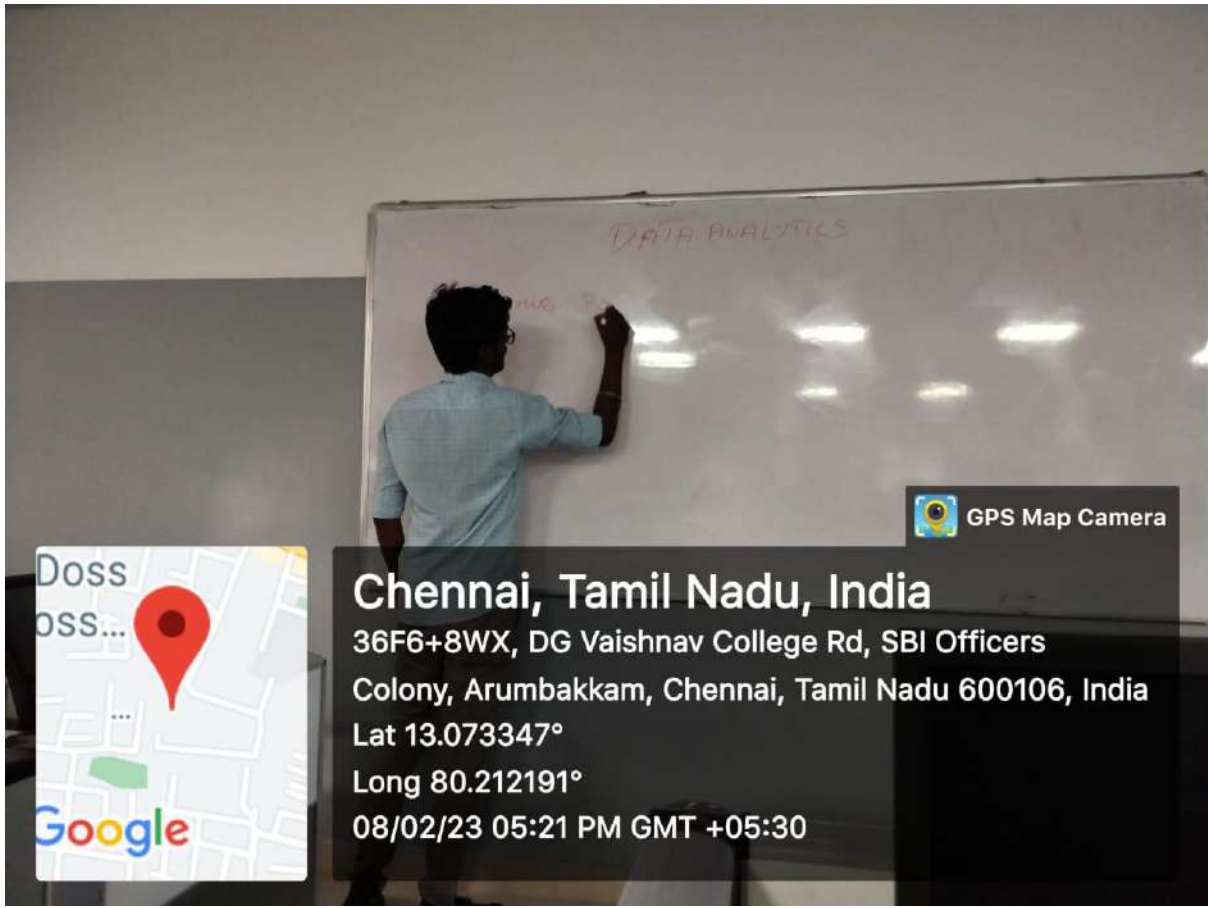 DATA ANALYTICS
GPS Map Camera
Doss
oss...
...
Google
Chennai, Tamil Nadu, India
36F6+8WX, DG Vaishnav College Rd, SBI Officers
Colony, Arumbakkam, Chennai, Tamil Nadu 600106, India
Lat 13.073347°
Long 80.212191°
08/02/23 05:21 PM GMT +05:30